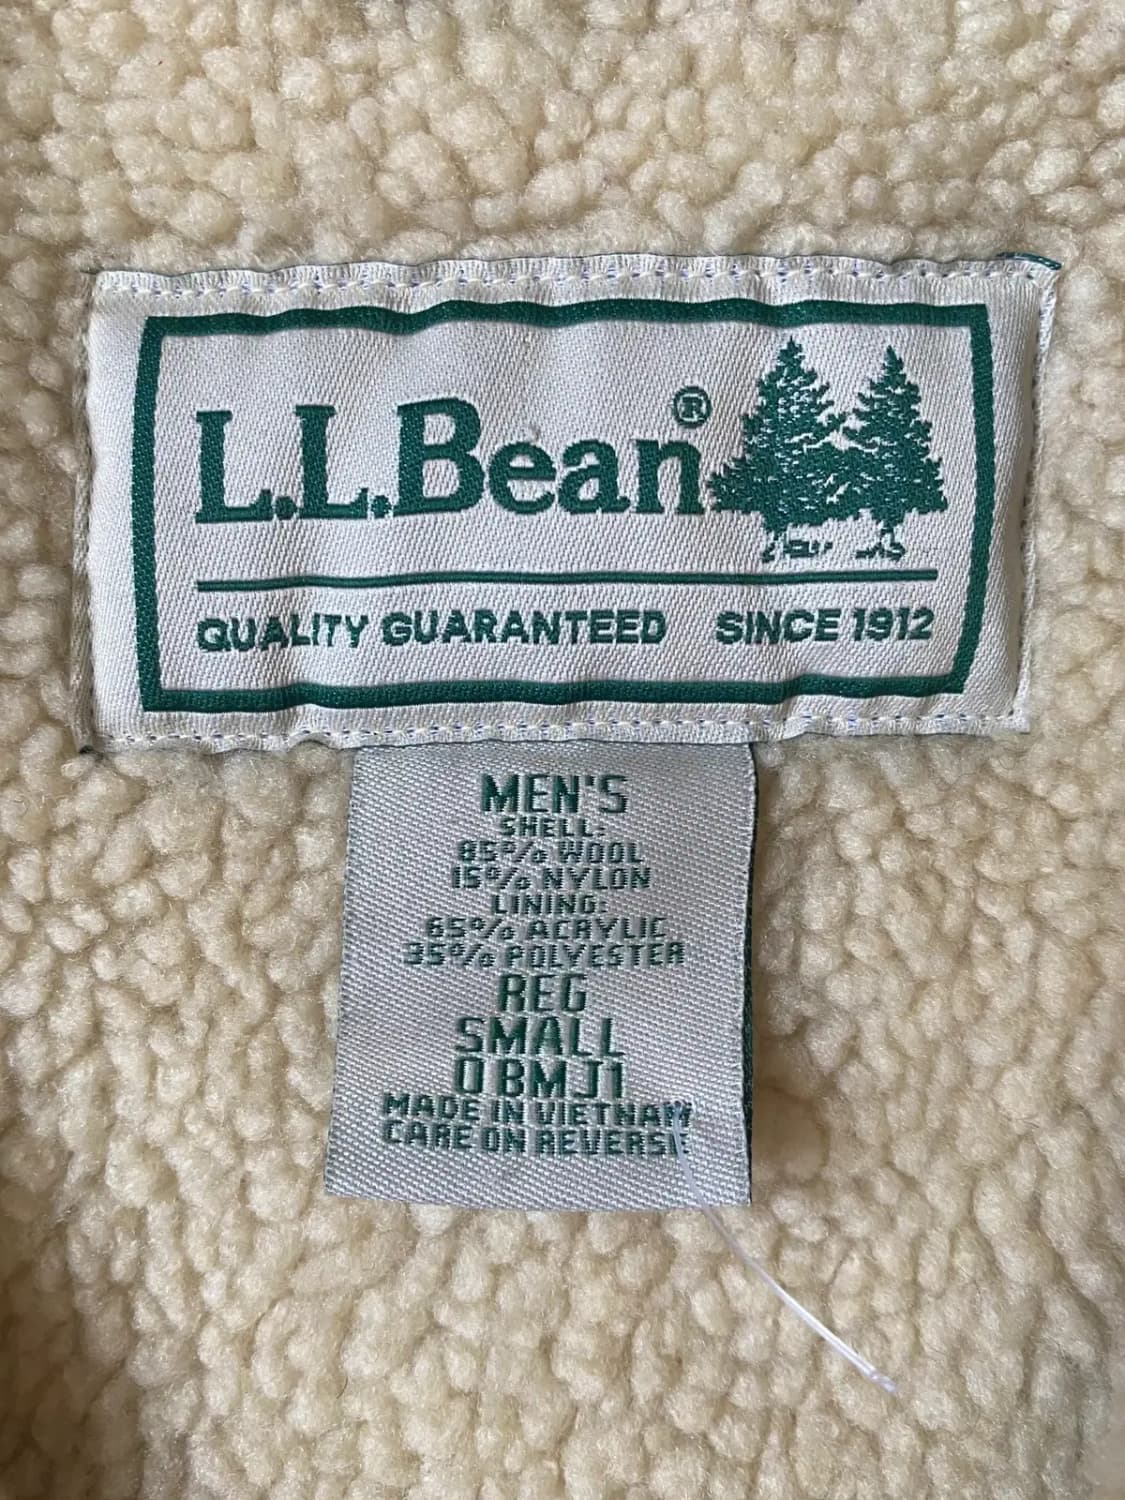 L.L.Bean®
QUALITY GUARANTEED SINCE 1912
MEN'S
SHELL:
85% WOOL
15% NYLON
LINING:
65% ACRYLIC
35% POLYESTER
REG
SMALL
0BMJ1
MADE IN VIETNAM
CARE ON REVERSE